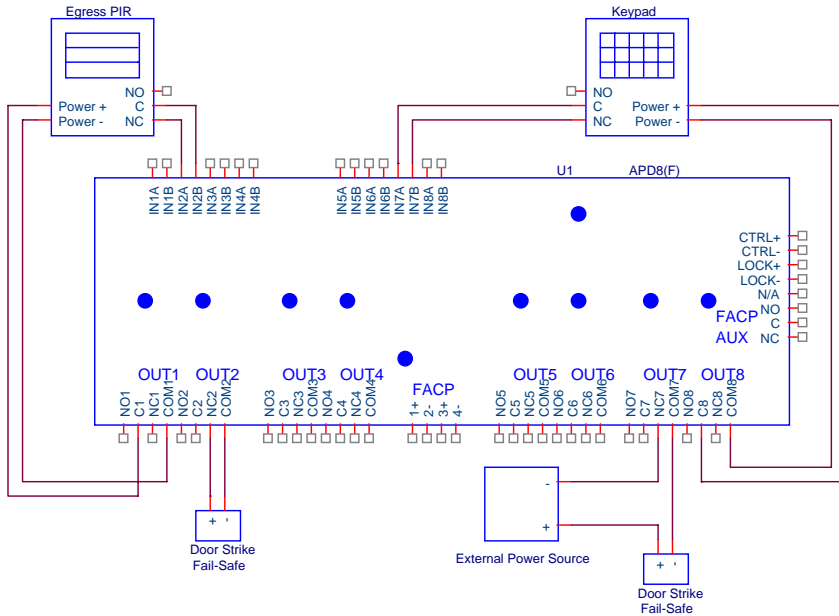 Egress PIR
Keypad
NO
C
NC
Power +
Power -
NO
C
NC
Power +
Power -
IN1A
IN1B
IN2A
IN2B
IN3A
IN3B
IN4A
IN4B
IN5A
IN5B
IN6A
IN6B
IN7A
IN7B
IN8A
IN8B
U1
APD8(F)
CTRL+
CTRL-
LOCK+
LOCK-
N/A
NO
C
NC
FACP
AUX
OUT1
OUT2
OUT3
OUT4
FACP
OUT5
OUT6
OUT7
OUT8
NO1
C1
NC1
COM1
NO2
C2
NC2
COM2
NO3
C3
NC3
COM3
NO4
C4
NC4
COM4
1+
2-
3+
4-
NO5
C5
NC5
COM5
NO6
C6
NC6
COM6
NO7
C7
NC7
COM7
NO8
C8
NC8
COM8
-
+
+ -
+ -
Door Strike
Fail-Safe
External Power Source
Door Strike
Fail-Safe